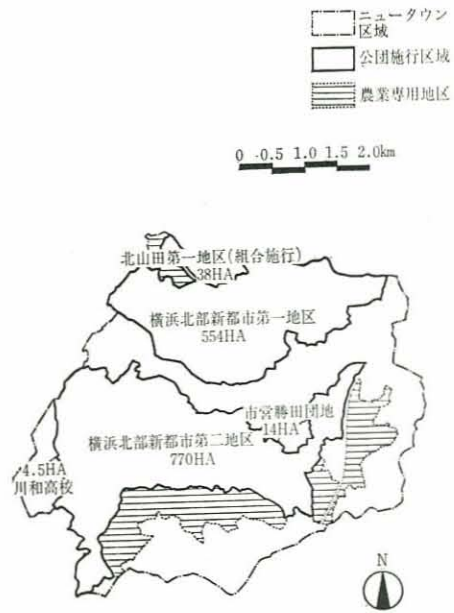 ニュータウン
区域
公団施行区域
農業専用地区
0 0.5 1.0 1.5 2.0km
北山田第一地区(組合施行)
38HA
横浜北部新都市第一地区
554HA
市営勝田団地
14HA
横浜北部新都市第二地区
770HA
4.5HA
川和高校
N